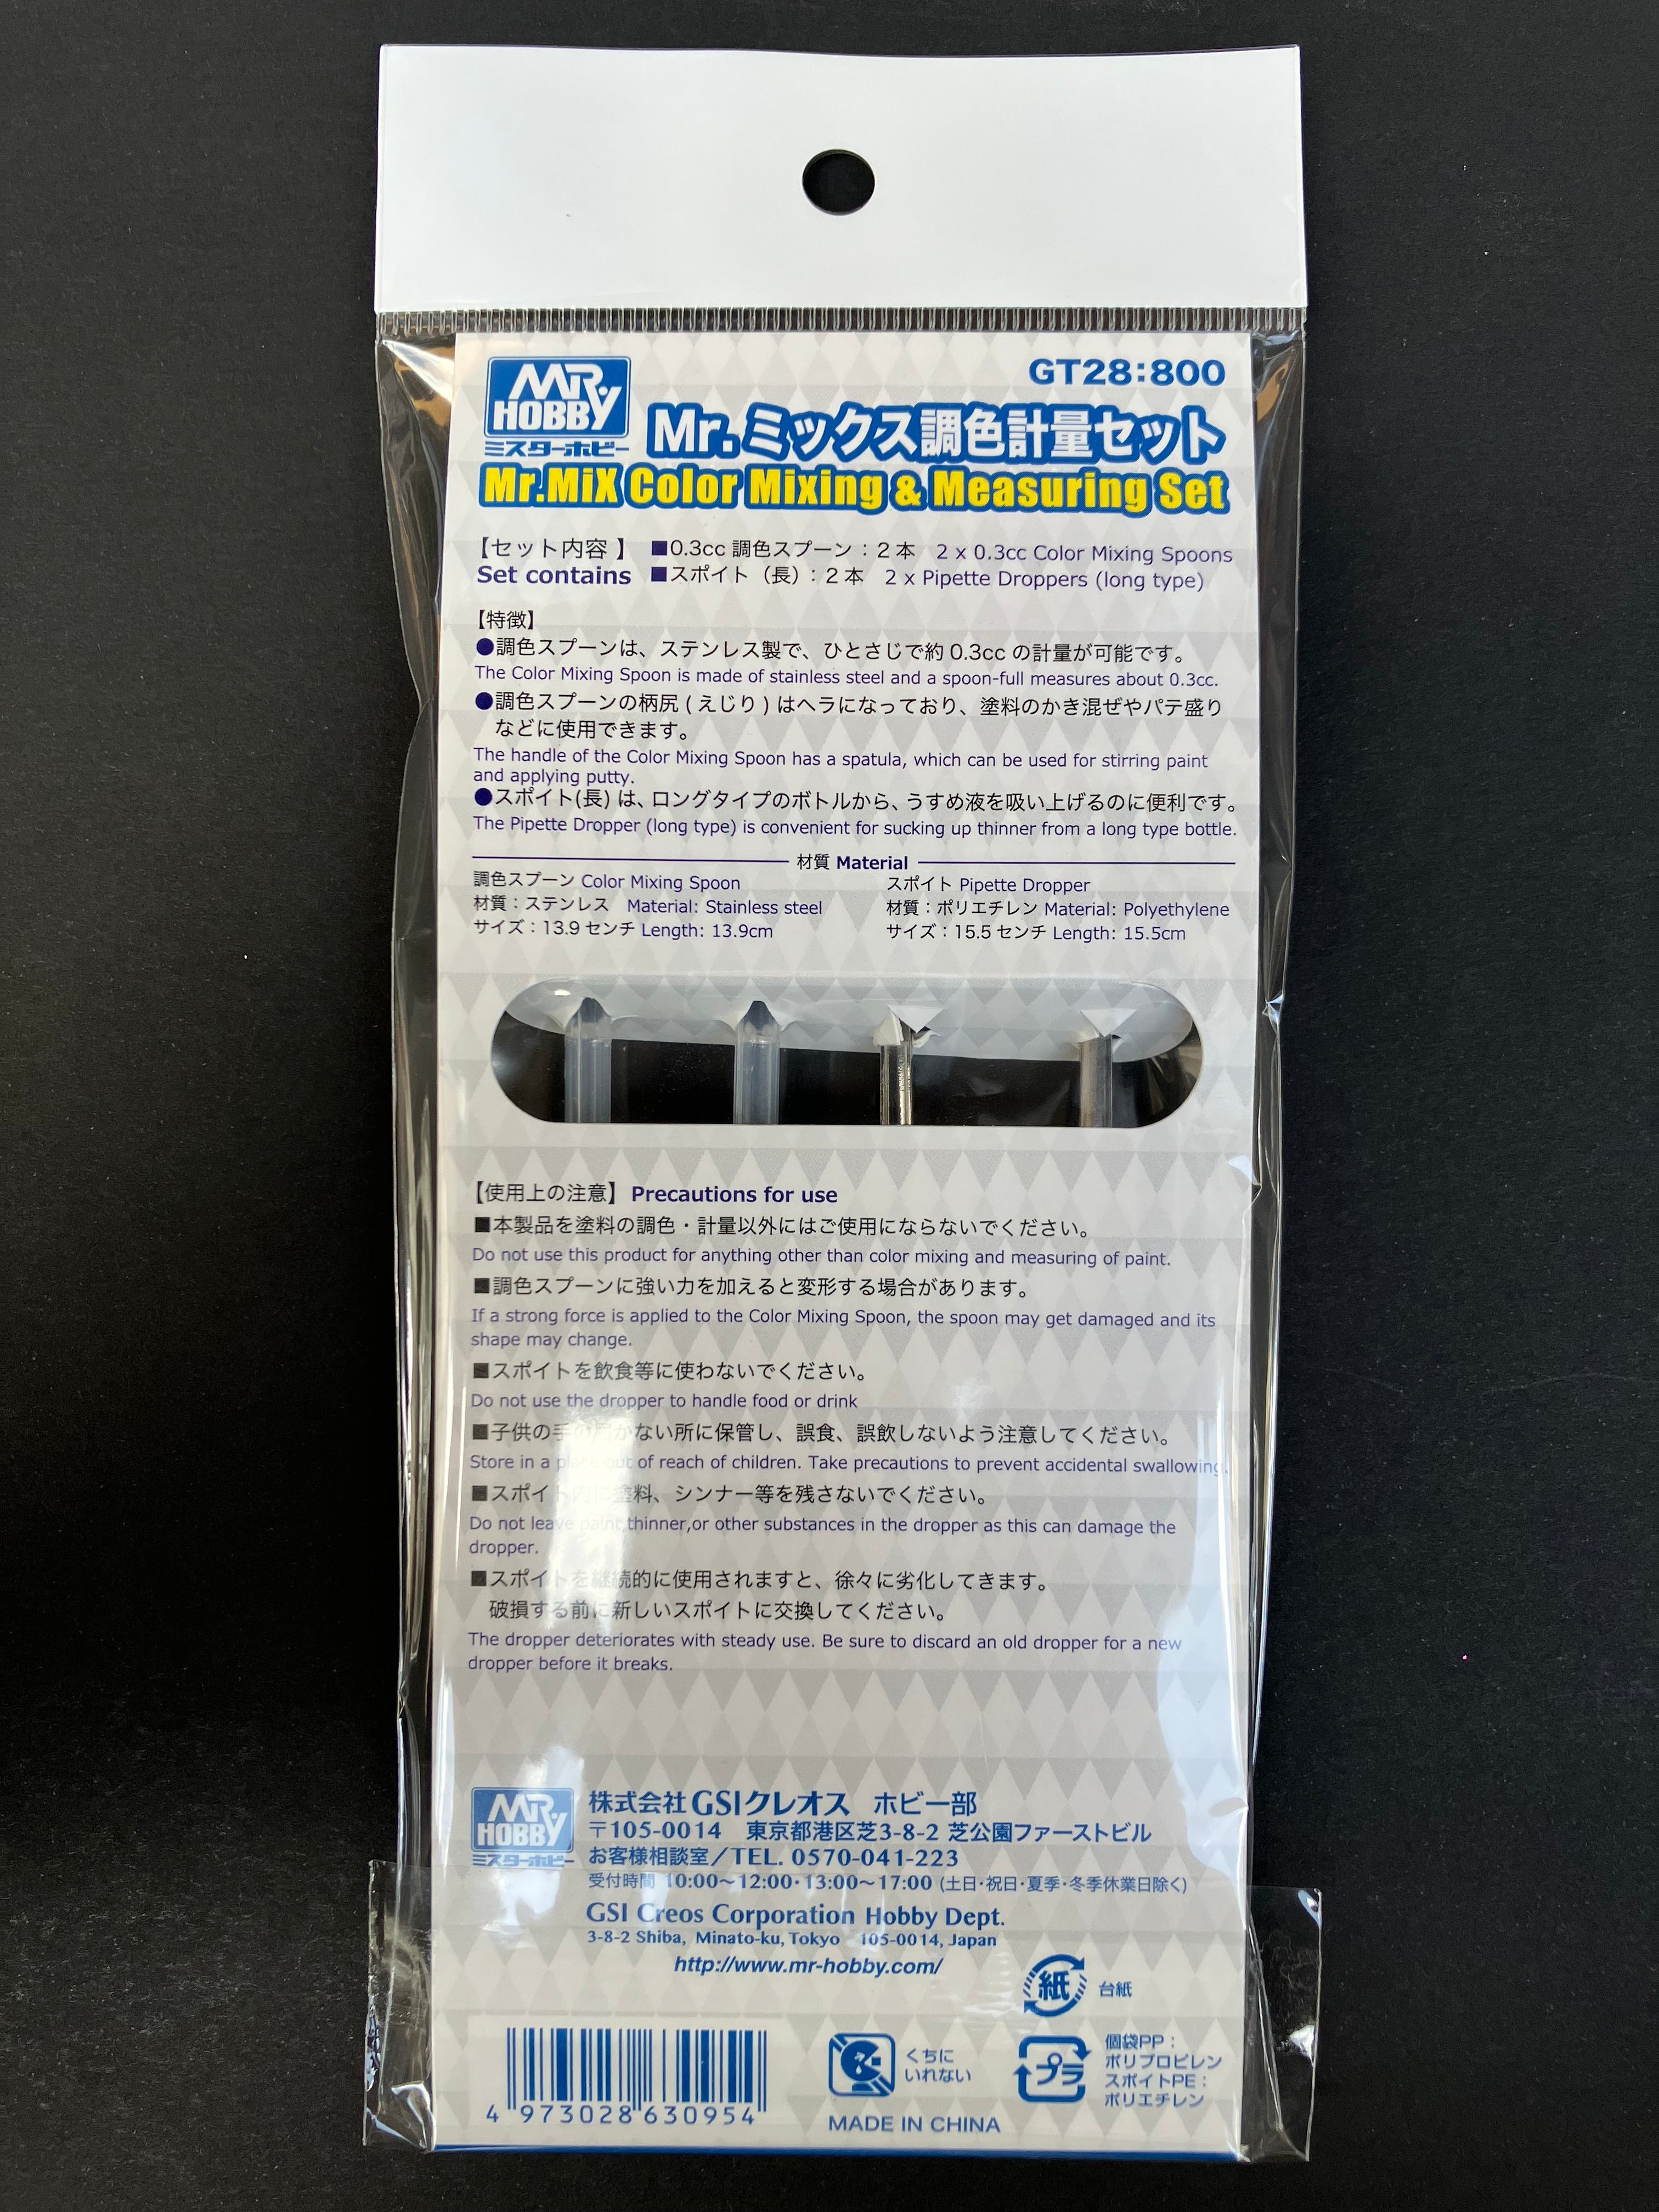 GT28:800
MR HOBBY
ミスターホビー
Mr.ミックス調色計量セット
Mr.MiX Color Mixing & Measuring Set
【セット内容 】 ■0.3cc 調色スプーン：２本 2 x 0.3cc Color Mixing Spoons
Set contains ■スポイト（長）：２本 2 x Pipette Droppers (long type)
【特徴】
●調色スプーンは、ステンレス製で、ひとさじで約 0.3cc の計量が可能です。
The Color Mixing Spoon is made of stainless steel and a spoon-full measures about 0.3cc.
●調色スプーンの柄尻 ( えじり ) はヘラになっており、塗料のかき混ぜやパテ盛り
などに使用できます。
The handle of the Color Mixing Spoon has a spatula, which can be used for stirring paint
and applying putty.
●スポイト(長) は、ロングタイプのボトルから、うすめ液を吸い上げるのに便利です。
The Pipette Dropper (long type) is convenient for sucking up thinner from a long type bottle.
材質 Material
調色スプーン Color Mixing Spoon
材質：ステンレス Material: Stainless steel
サイズ：13.9 センチ Length: 13.9cm
スポイト Pipette Dropper
材質：ポリエチレン Material: Polyethylene
サイズ：15.5 センチ Length: 15.5cm
【使用上の注意】 Precautions for use
■本製品を塗料の調色・計量以外にはご使用にならないでください。
Do not use this product for anything other than color mixing and measuring of paint.
■調色スプーンに強い力を加えると変形する場合があります。
If a strong force is applied to the Color Mixing Spoon, the spoon may get damaged and its
shape may change.
■スポイトを飲食等に使わないでください。
Do not use the dropper to handle food or drink
■子供の手の届かない所に保管し、誤食、誤飲しないよう注意してください。
Store in a place out of reach of children. Take precautions to prevent accidental swallowing.
■スポイト内に塗料、シンナー等を残さないでください。
Do not leave paint,thinner,or other substances in the dropper as this can damage the
dropper.
■スポイトを継続的に使用されますと、徐々に劣化してきます。
破損する前に新しいスポイトに交換してください。
The dropper deteriorates with steady use. Be sure to discard an old dropper for a new
dropper before it breaks.
MR HOBBY
ミスターホビー
株式会社GSIクレオス ホビー部
〒105-0014 東京都港区芝3-8-2 芝公園ファーストビル
お客様相談室／TEL. 0570-041-223
受付時間 10:00〜12:00・13:00〜17:00 (土日・祝日・夏季・冬季休業日除く)
GSI Creos Corporation Hobby Dept.
3-8-2 Shiba, Minato-ku, Tokyo 105-0014, Japan
http://www.mr-hobby.com/
紙 台紙
4 973028 630954
くちに
いれない
MADE IN CHINA
プラ
個袋PP：
ポリプロピレン
スポイトPE：
ポリエチレン